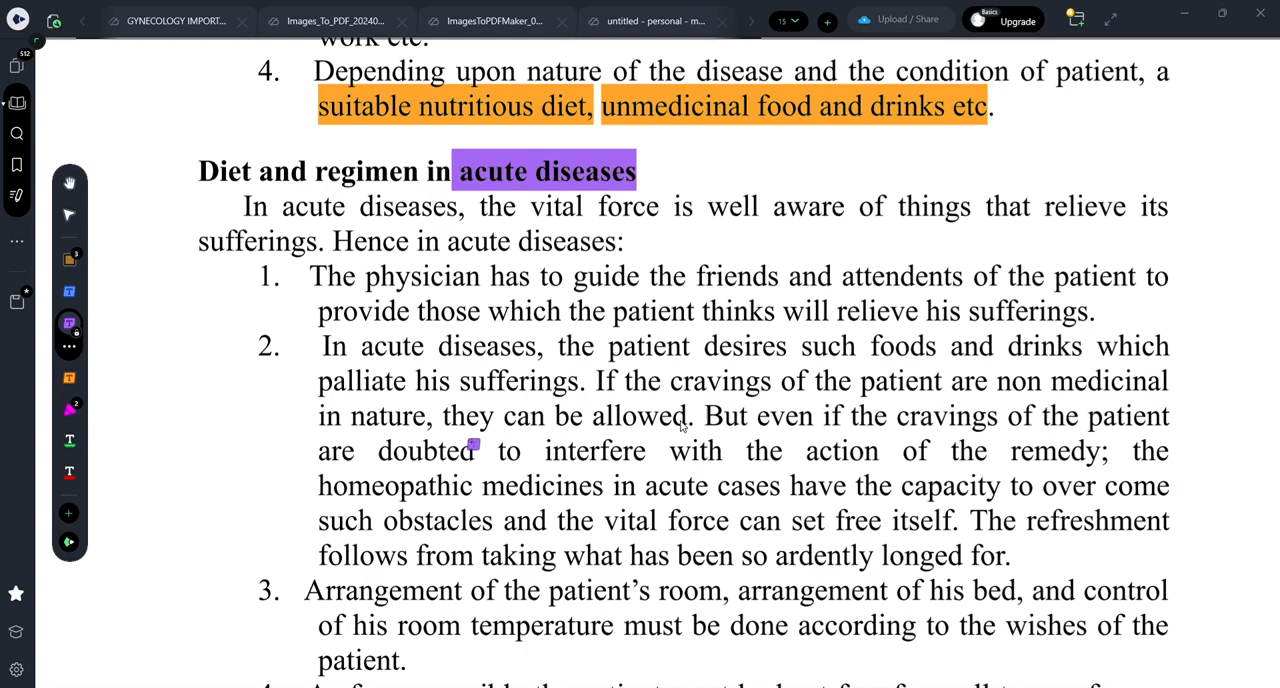 GYNECOLOGY IMPORT...
Images_To_PDF_20240...
ImagesToPDFMaker_0...
untitled - personal - m...
15
Upload / Share
Basics
Upgrade
512
work etc.
4. Depending upon nature of the disease and the condition of patient, a
suitable nutritious diet, unmedicinal food and drinks etc.
Diet and regimen in acute diseases
In acute diseases, the vital force is well aware of things that relieve its
sufferings. Hence in acute diseases:
1. The physician has to guide the friends and attendents of the patient to
provide those which the patient thinks will relieve his sufferings.
2. In acute diseases, the patient desires such foods and drinks which
palliate his sufferings. If the cravings of the patient are non medicinal
in nature, they can be allowed. But even if the cravings of the patient
are doubted to interfere with the action of the remedy; the
homeopathic medicines in acute cases have the capacity to over come
such obstacles and the vital force can set free itself. The refreshment
follows from taking what has been so ardently longed for.
3. Arrangement of the patient's room, arrangement of his bed, and control
of his room temperature must be done according to the wishes of the
patient.